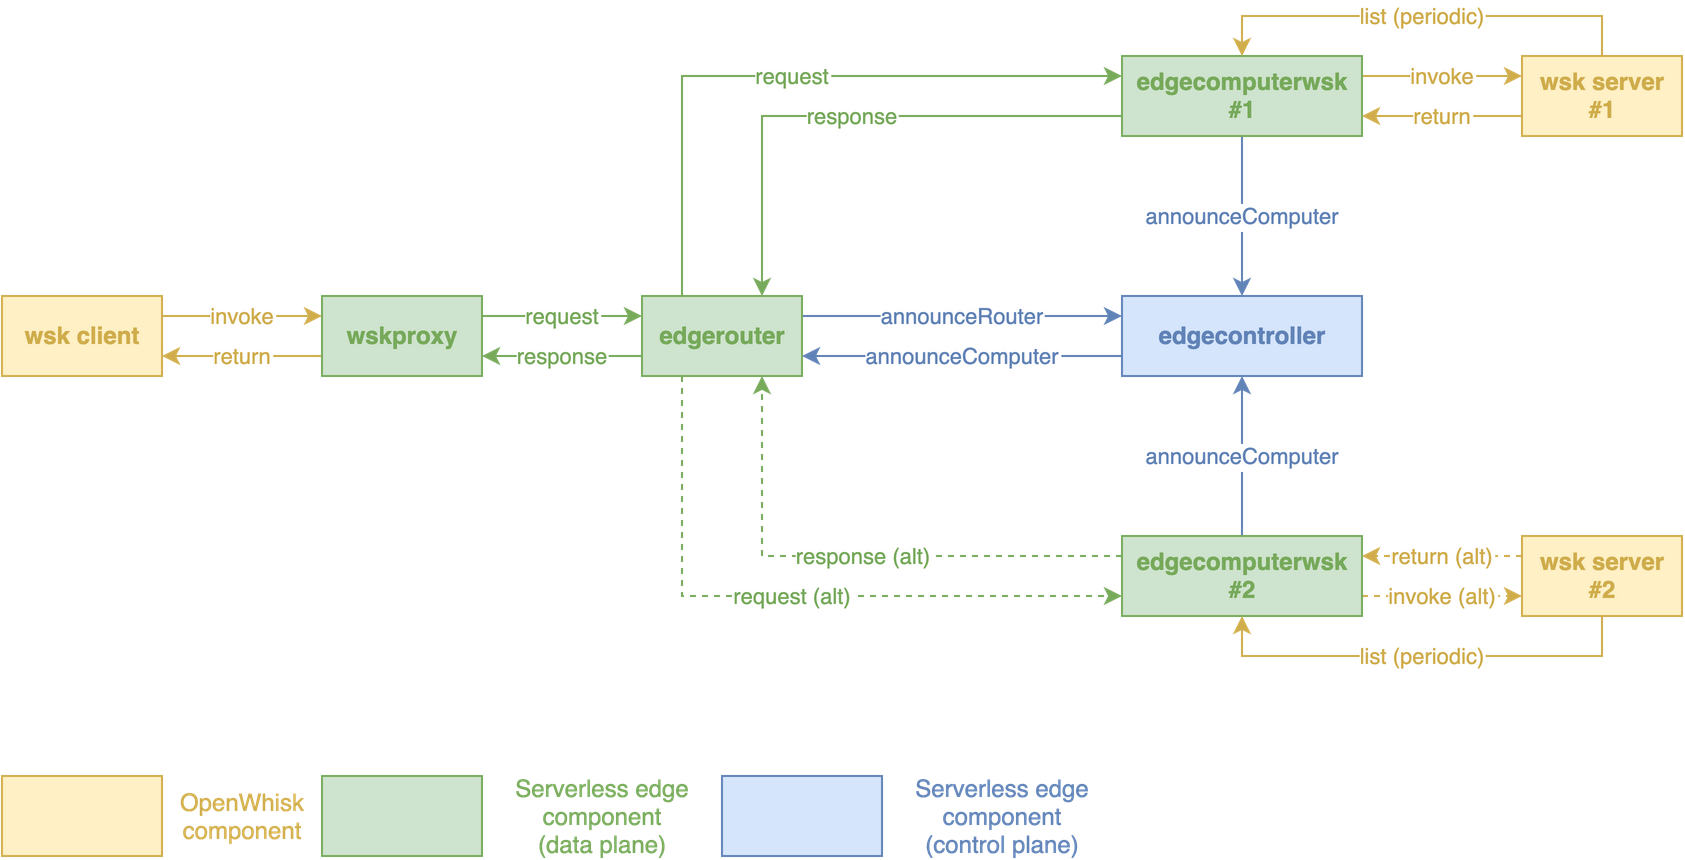 list (periodic)
request
edgecomputerwsk
#1
invoke
wsk server
#1
response
return
announceComputer
wsk client
invoke
return
wskproxy
request
response
edgerouter
announceRouter
announceComputer
edgecontroller
announceComputer
response (alt)
request (alt)
edgecomputerwsk
#2
return (alt)
invoke (alt)
wsk server
#2
list (periodic)
OpenWhisk
component
Serverless edge
component
(data plane)
Serverless edge
component
(control plane)